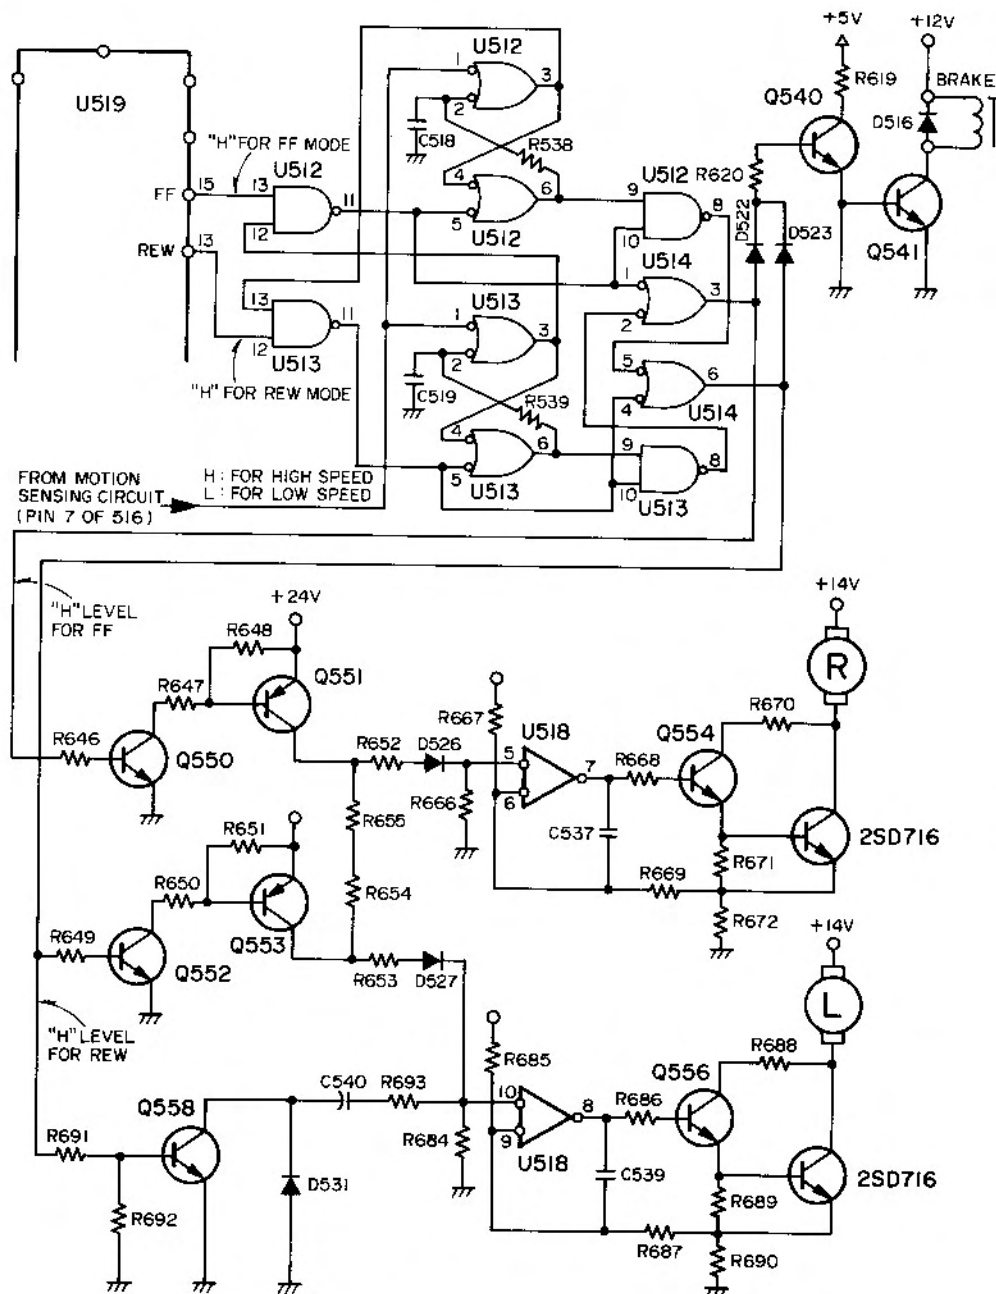 +5V
+12V
U512
1
3
2
C518
R538
R619
BRAKE
Q540
D516
U519
"H" FOR FF MODE
U512
FF
15
13
11
12
4
6
5
U512
U512
9
8
10
R620
D522
D523
Q541
REW
13
13
11
12
U513
"H" FOR REW MODE
U513
1
3
2
C519
R539
U514
1
3
2
5
6
4
U514
4
6
5
U513
9
8
10
U513
FROM MOTION
SENSING CIRCUIT
(PIN 7 OF 516)
H : FOR HIGH SPEED
L : FOR LOW SPEED
"H" LEVEL
FOR FF
+24V
R648
R647
Q551
R646
Q550
+14V
R
R670
R667
U518
Q554
R652
D526
5
7
6
R668
R666
R655
C537
2SD716
R671
R669
R672
R651
R650
R654
R649
Q552
Q553
R653
D527
"H" LEVEL
FOR REW
+14V
L
R688
R685
Q556
Q558
C540
R693
10
8
9
R686
U518
R684
R691
D531
C539
2SD716
R689
R692
R687
R690